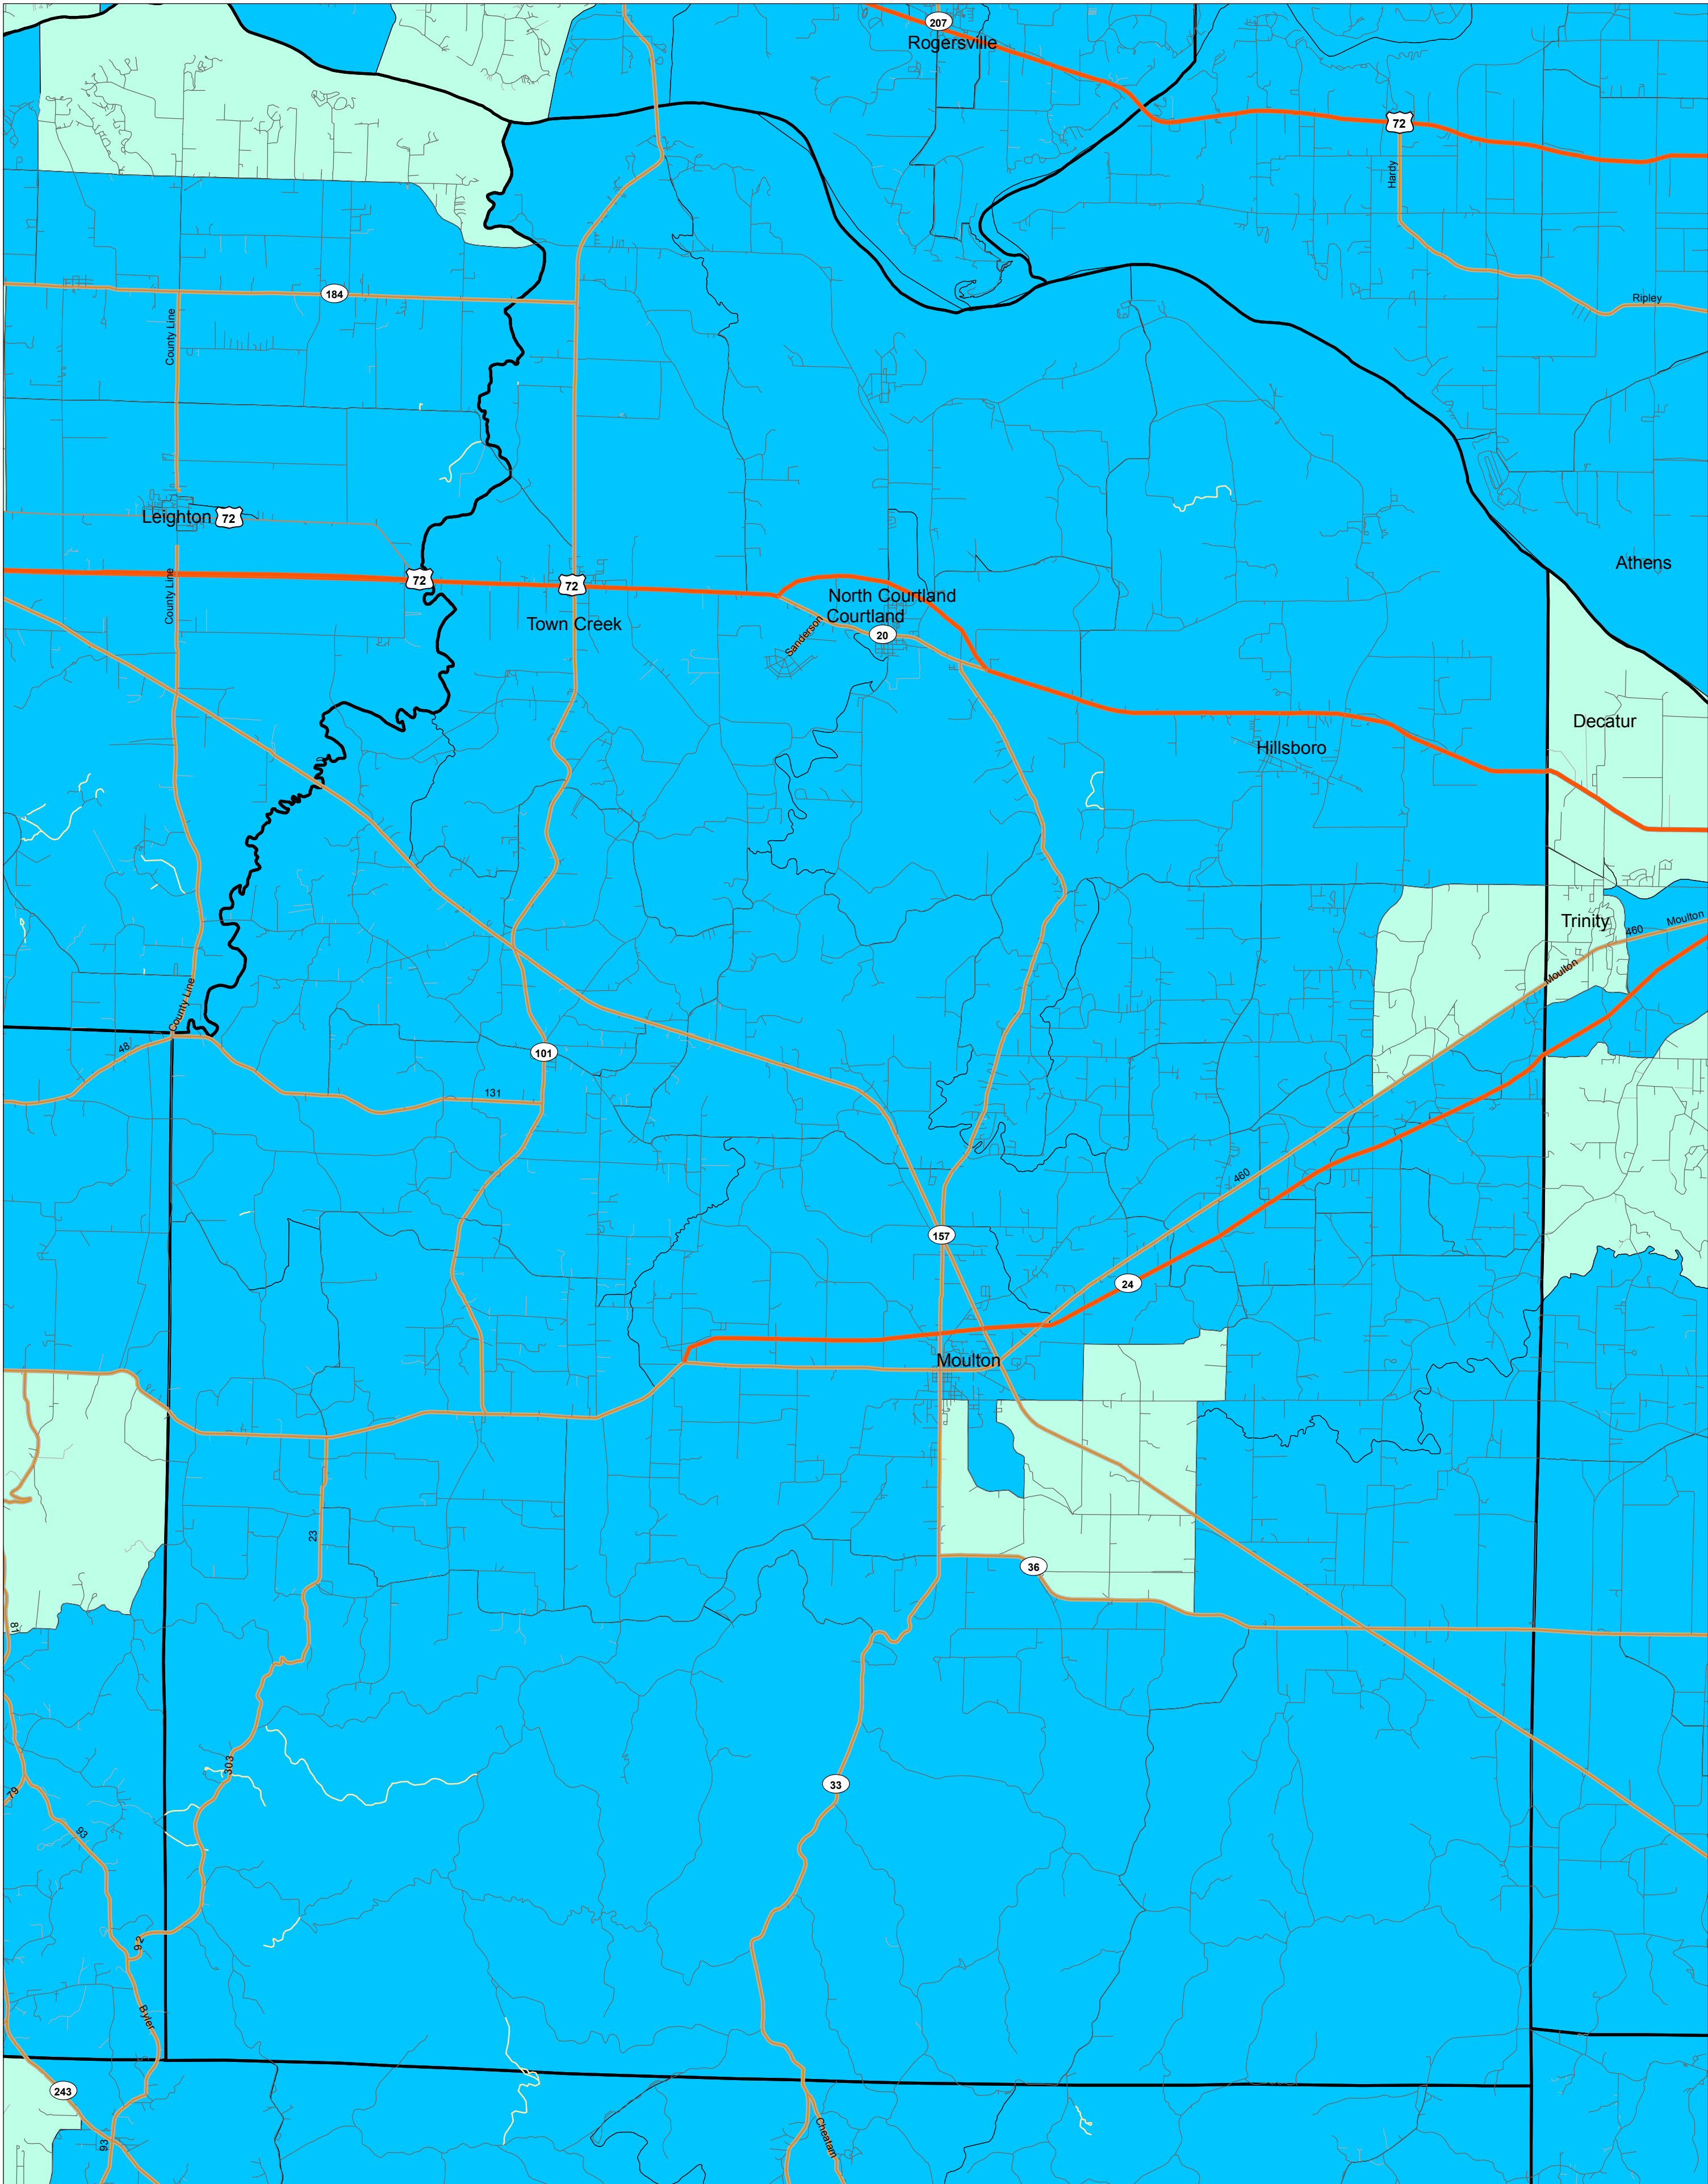 207
Rogersville
72
Hardy
184
Ripley
County Line
Leighton
72
Athens
72
72
County Line
North Courtland
Courtland
Town Creek
20
Sanderson
Decatur
Hillsboro
Trinity
Moulton
460
Moulton
County Line
48
101
131
460
157
24
Moulton
23
36
81
303
33
79
93
92
Byler
243
93
Cheatam